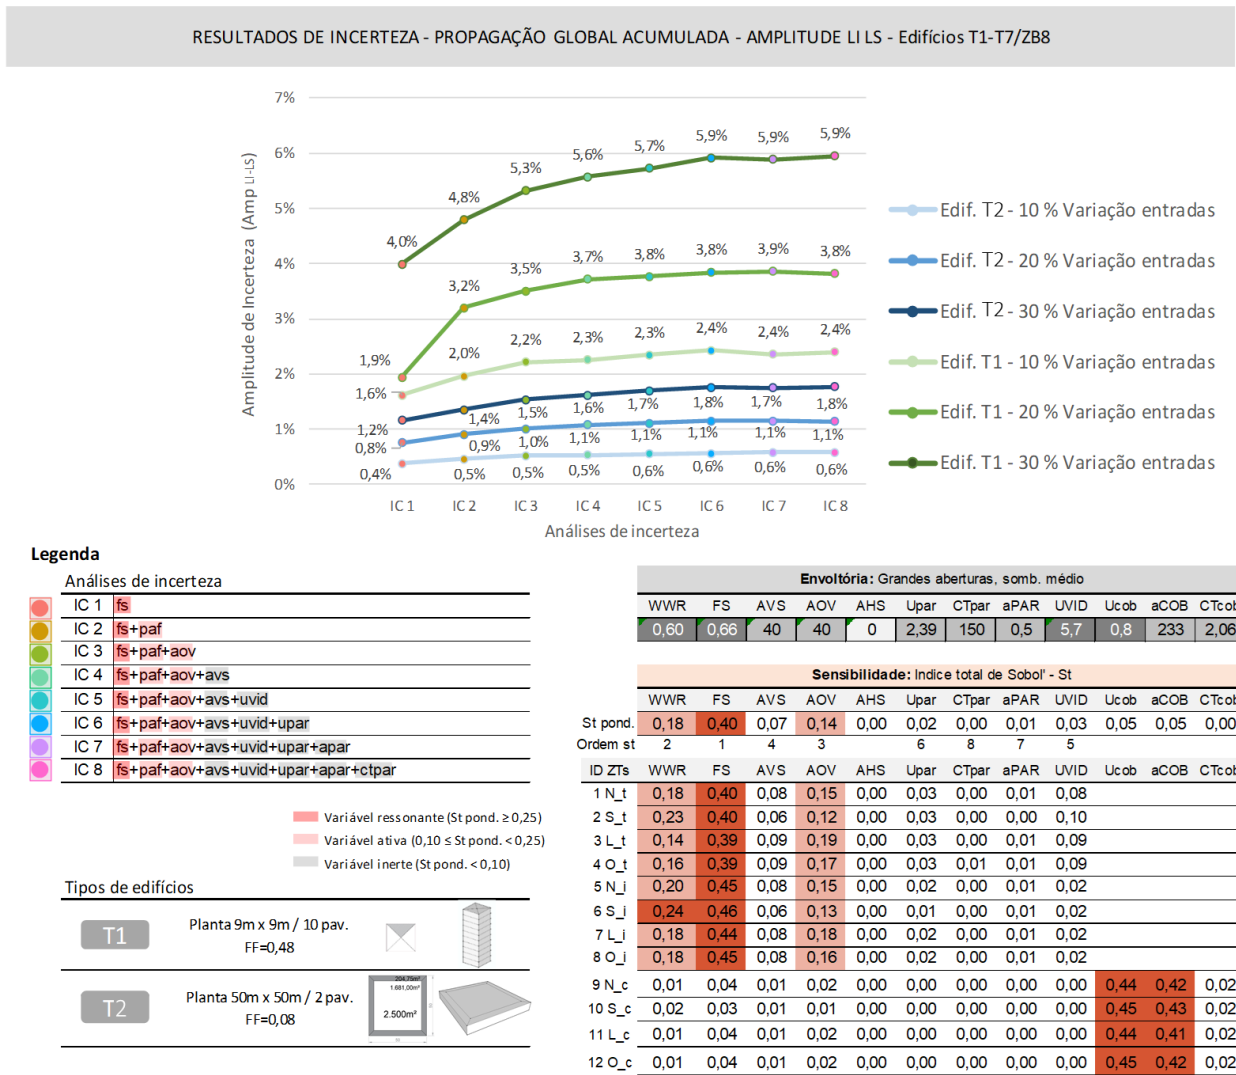 RESULTADOS DE INCERTEZA - PROPAGAÇÃO GLOBAL ACUMULADA - AMPLITUDE LI LS - Edifícios T1-T7/ZB8
Amplitude de Incerteza (Amp LI-LS)
7%
6%
5%
4%
3%
2%
1%
0%
4,0% 4,8% 5,3% 5,6% 5,7% 5,9% 5,9% 5,9%
1,9% 3,2% 3,5% 3,7% 3,8% 3,8% 3,9% 3,8%
1,6% 2,0% 2,2% 2,3% 2,3% 2,4% 2,4% 2,4%
1,2% 1,4% 1,5% 1,6% 1,7% 1,8% 1,7% 1,8%
0,8% 0,9% 1,0% 1,1% 1,1% 1,1% 1,1% 1,1%
0,4% 0,5% 0,5% 0,5% 0,6% 0,6% 0,6% 0,6%
IC 1 IC 2 IC 3 IC 4 IC 5 IC 6 IC 7 IC 8
Análises de incerteza
Edif. T2 - 10 % Variação entradas
Edif. T2 - 20 % Variação entradas
Edif. T2 - 30 % Variação entradas
Edif. T1 - 10 % Variação entradas
Edif. T1 - 20 % Variação entradas
Edif. T1 - 30 % Variação entradas
Legenda
Análises de incerteza
IC 1 fs
IC 2 fs+paf
IC 3 fs+paf+aov
IC 4 fs+paf+aov+avs
IC 5 fs+paf+aov+avs+uvid
IC 6 fs+paf+aov+avs+uvid+upar
IC 7 fs+paf+aov+avs+uvid+upar+apar
IC 8 fs+paf+aov+avs+uvid+upar+apar+ctpar
Variável ressonante (St pond. ≥ 0,25)
Variável ativa (0,10 ≤ St pond. < 0,25)
Variável inerte (St pond. < 0,10)
Tipos de edifícios
T1
Planta 9m x 9m / 10 pav.
FF=0,48
T2
Planta 50m x 50m / 2 pav.
FF=0,08
204,75m²
1.681,00m²
2.500m²
Envoltória: Grandes aberturas, somb. médio
WWR FS AVS AOV AHS Upar CTpar aPAR UVID Ucob aCOB CTcob
0,60 0,66 40 40 0 2,39 150 0,5 5,7 0,8 233 2,06
Sensibilidade: Indice total de Sobol' - St
WWR FS AVS AOV AHS Upar CTpar aPAR UVID Ucob aCOB CTcob
St pond. 0,18 0,40 0,07 0,14 0,00 0,02 0,00 0,01 0,03 0,05 0,05 0,00
Ordem st 2 1 4 3 6 8 7 5
ID ZTs WWR FS AVS AOV AHS Upar CTpar aPAR UVID Ucob aCOB CTcob
1 N_t 0,18 0,40 0,08 0,15 0,00 0,03 0,00 0,01 0,08
2 S_t 0,23 0,40 0,06 0,12 0,00 0,03 0,00 0,00 0,10
3 L_t 0,14 0,39 0,09 0,19 0,00 0,03 0,00 0,01 0,09
4 O_t 0,16 0,39 0,09 0,17 0,00 0,03 0,01 0,01 0,09
5 N_i 0,20 0,45 0,08 0,15 0,00 0,02 0,00 0,01 0,02
6 S_i 0,24 0,46 0,06 0,13 0,00 0,01 0,00 0,01 0,02
7 L_i 0,18 0,44 0,08 0,18 0,00 0,02 0,00 0,01 0,02
8 O_i 0,18 0,45 0,08 0,16 0,00 0,02 0,00 0,01 0,02
9 N_c 0,01 0,04 0,01 0,02 0,00 0,00 0,00 0,00 0,00 0,44 0,42 0,02
10 S_c 0,02 0,03 0,01 0,01 0,00 0,00 0,00 0,00 0,00 0,45 0,43 0,02
11 L_c 0,01 0,04 0,01 0,02 0,00 0,00 0,00 0,00 0,00 0,44 0,41 0,02
12 O_c 0,01 0,04 0,01 0,02 0,00 0,00 0,00 0,00 0,00 0,45 0,42 0,02